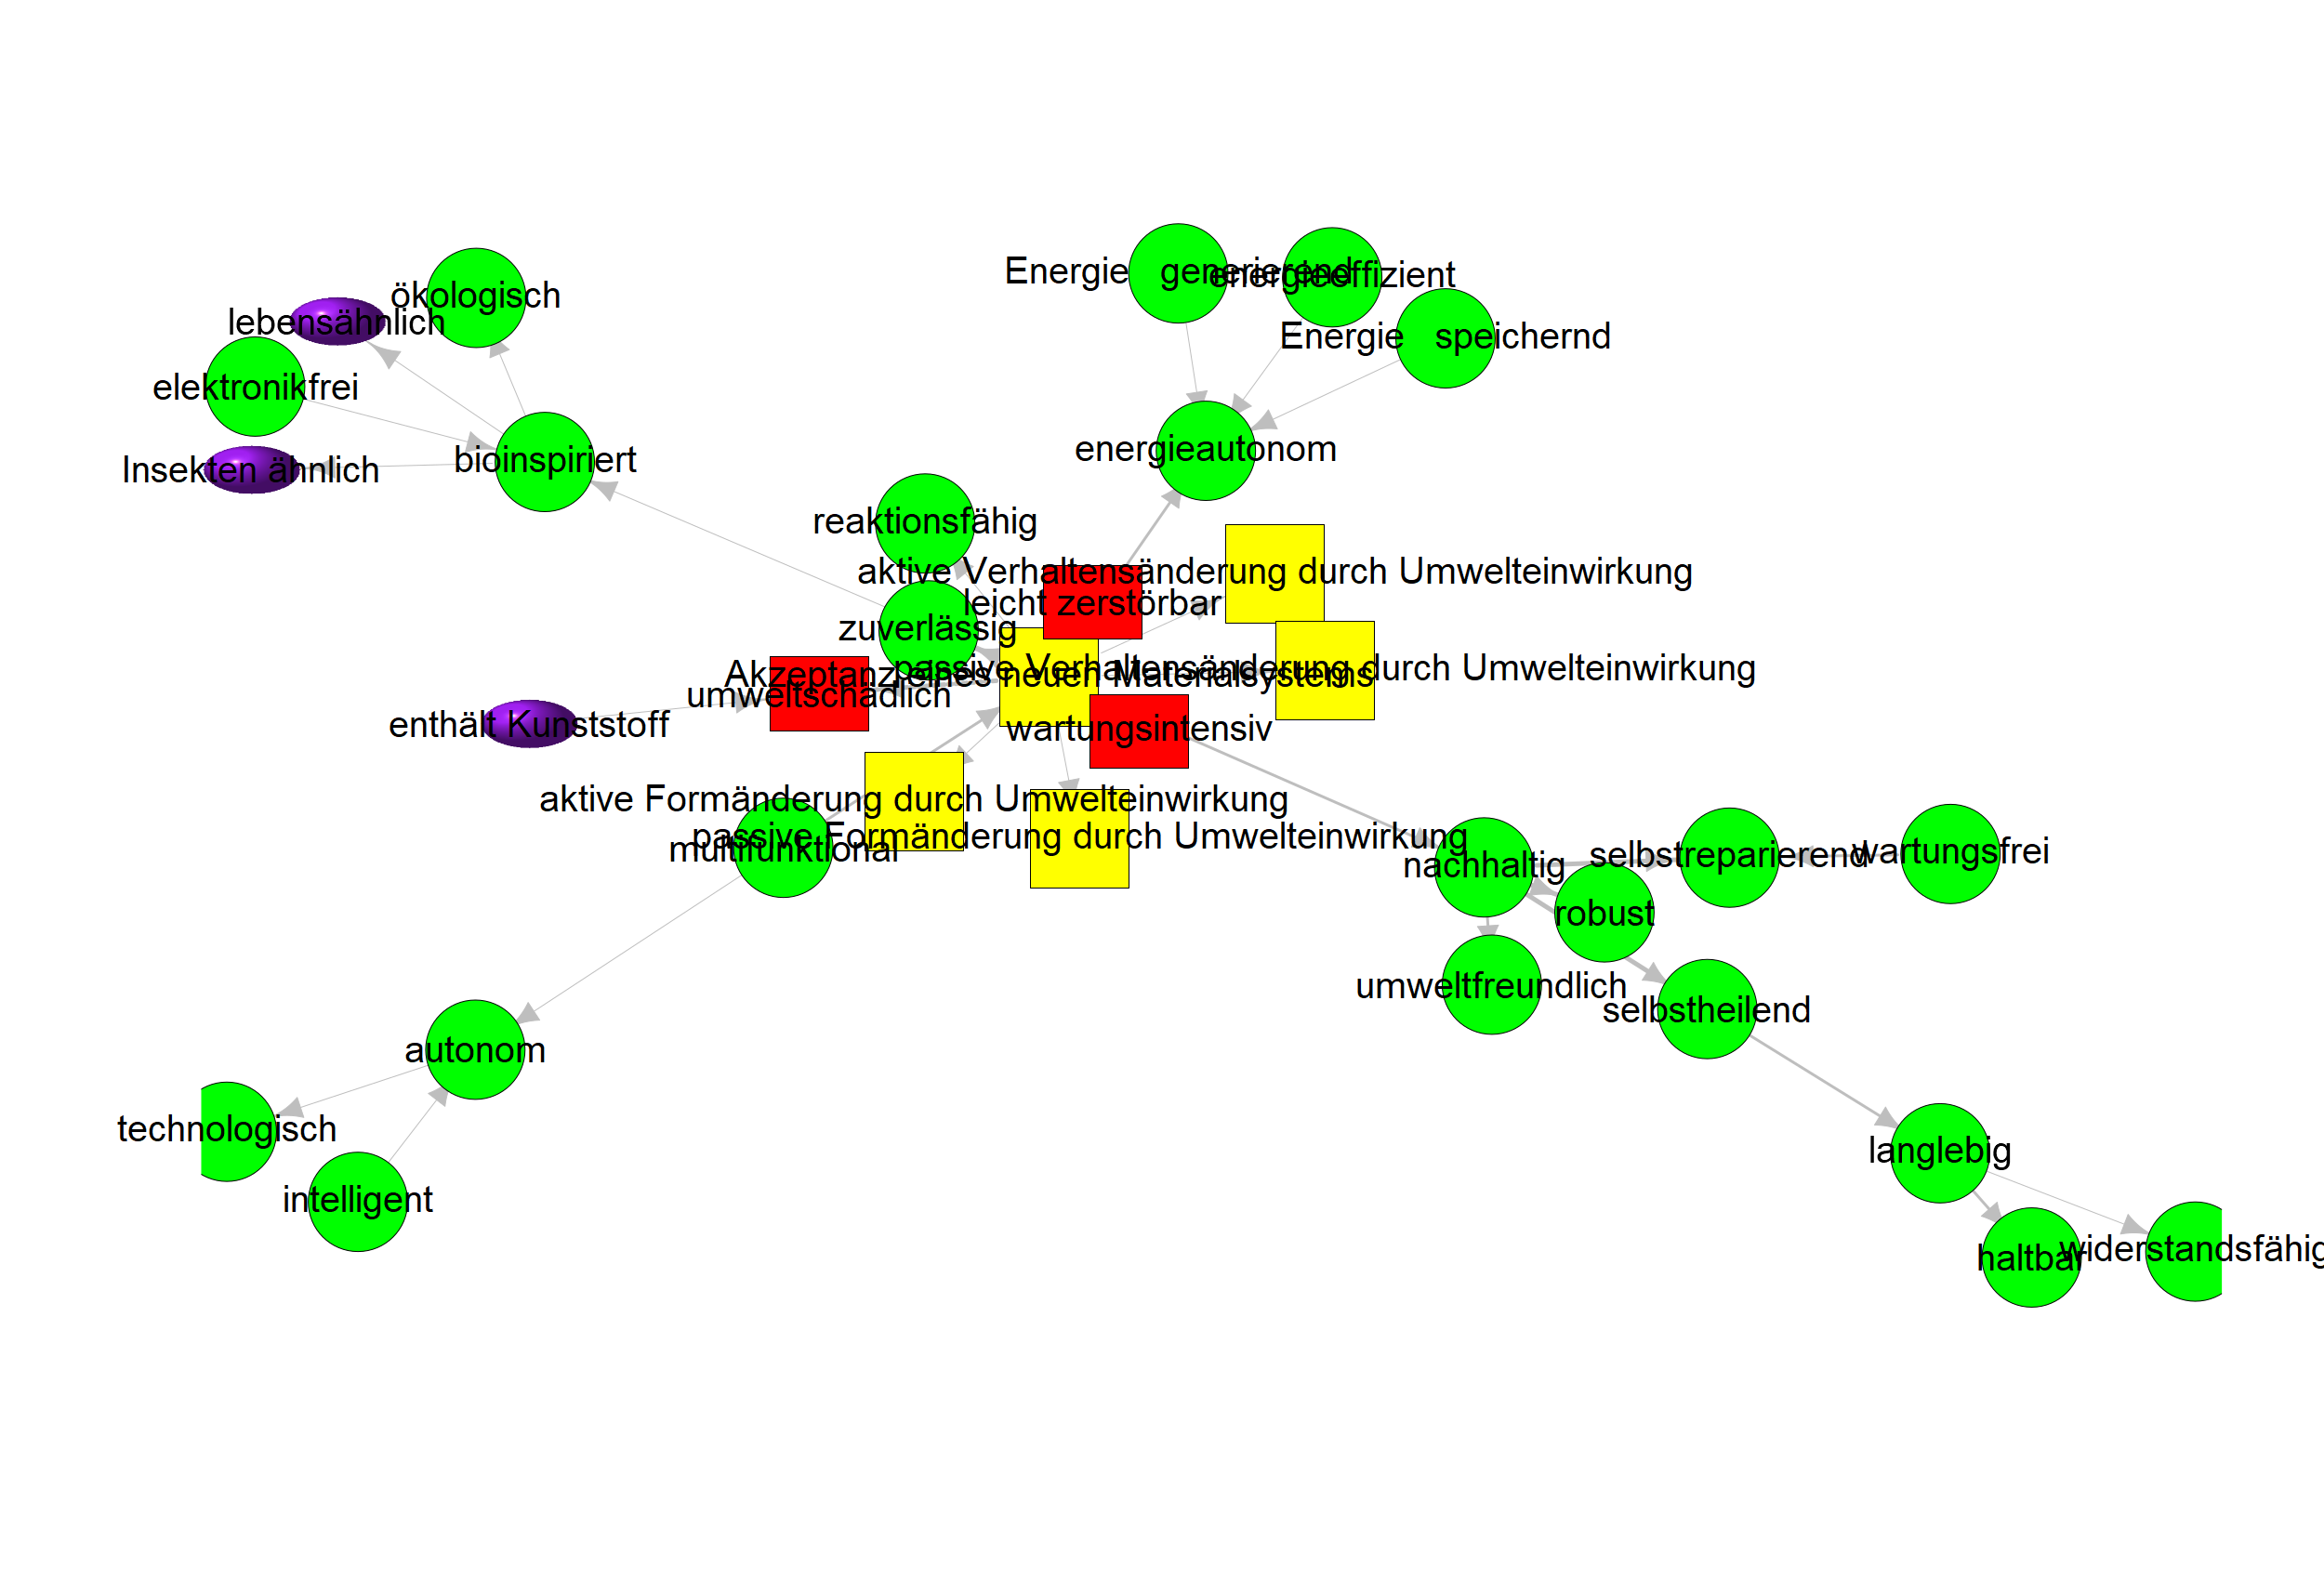 Energie   generierend
energieeffizient
ökologisch
lebensähnlich
Energie   speichernd
elektronikfrei
energieautonom
bioinspiriert
Insekten ähnlich
reaktionsfähig
aktive Verhaltensänderung durch Umwelteinwirkung
leicht zerstörbar
zuverlässig
passive Verhaltensänderung durch Umwelteinwirkung
Akzeptanz eines neuen Materialsystems
umweltschädlich
enthält Kunststoff
wartungsintensiv
aktive Formänderung durch Umwelteinwirkung
passive Formänderung durch Umwelteinwirkung
multifunktional
nachhaltig
selbstreparierend
wartungsfrei
robust
umweltfreundlich
selbstheilend
autonom
technologisch
langlebig
intelligent
haltbar
widerstandsfähig